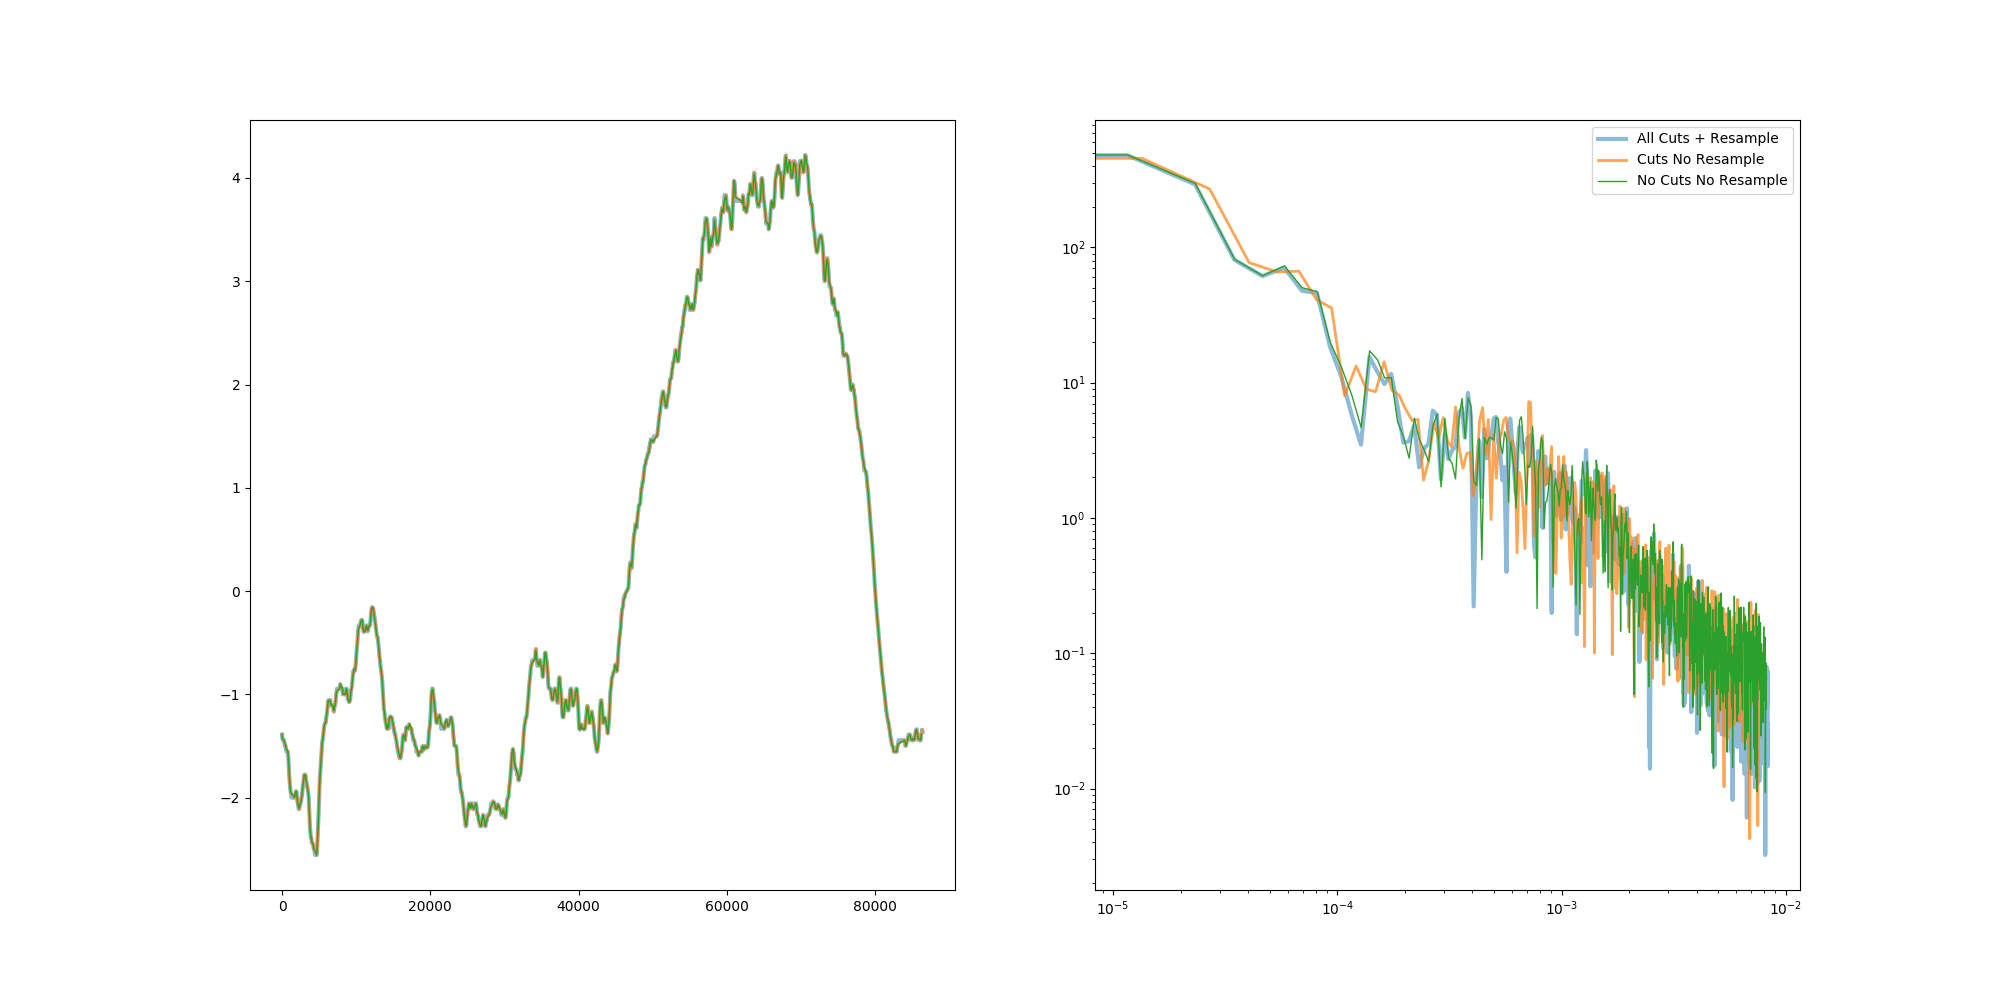 4
3
2
1
0
−1
−2
0 20000 40000 60000 80000
All Cuts + Resample
Cuts No Resample
No Cuts No Resample
10²
10¹
10⁰
10⁻¹
10⁻²
10⁻⁵ 10⁻⁴ 10⁻³ 10⁻²